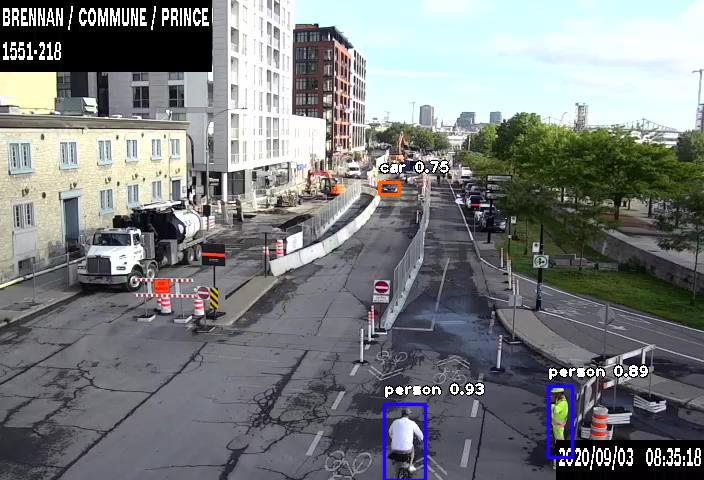 BRENNAN / COMMUNE / PRINCE
1551-218
car 0.75
person 0.89
person 0.93
2020/09/03 08:35:18